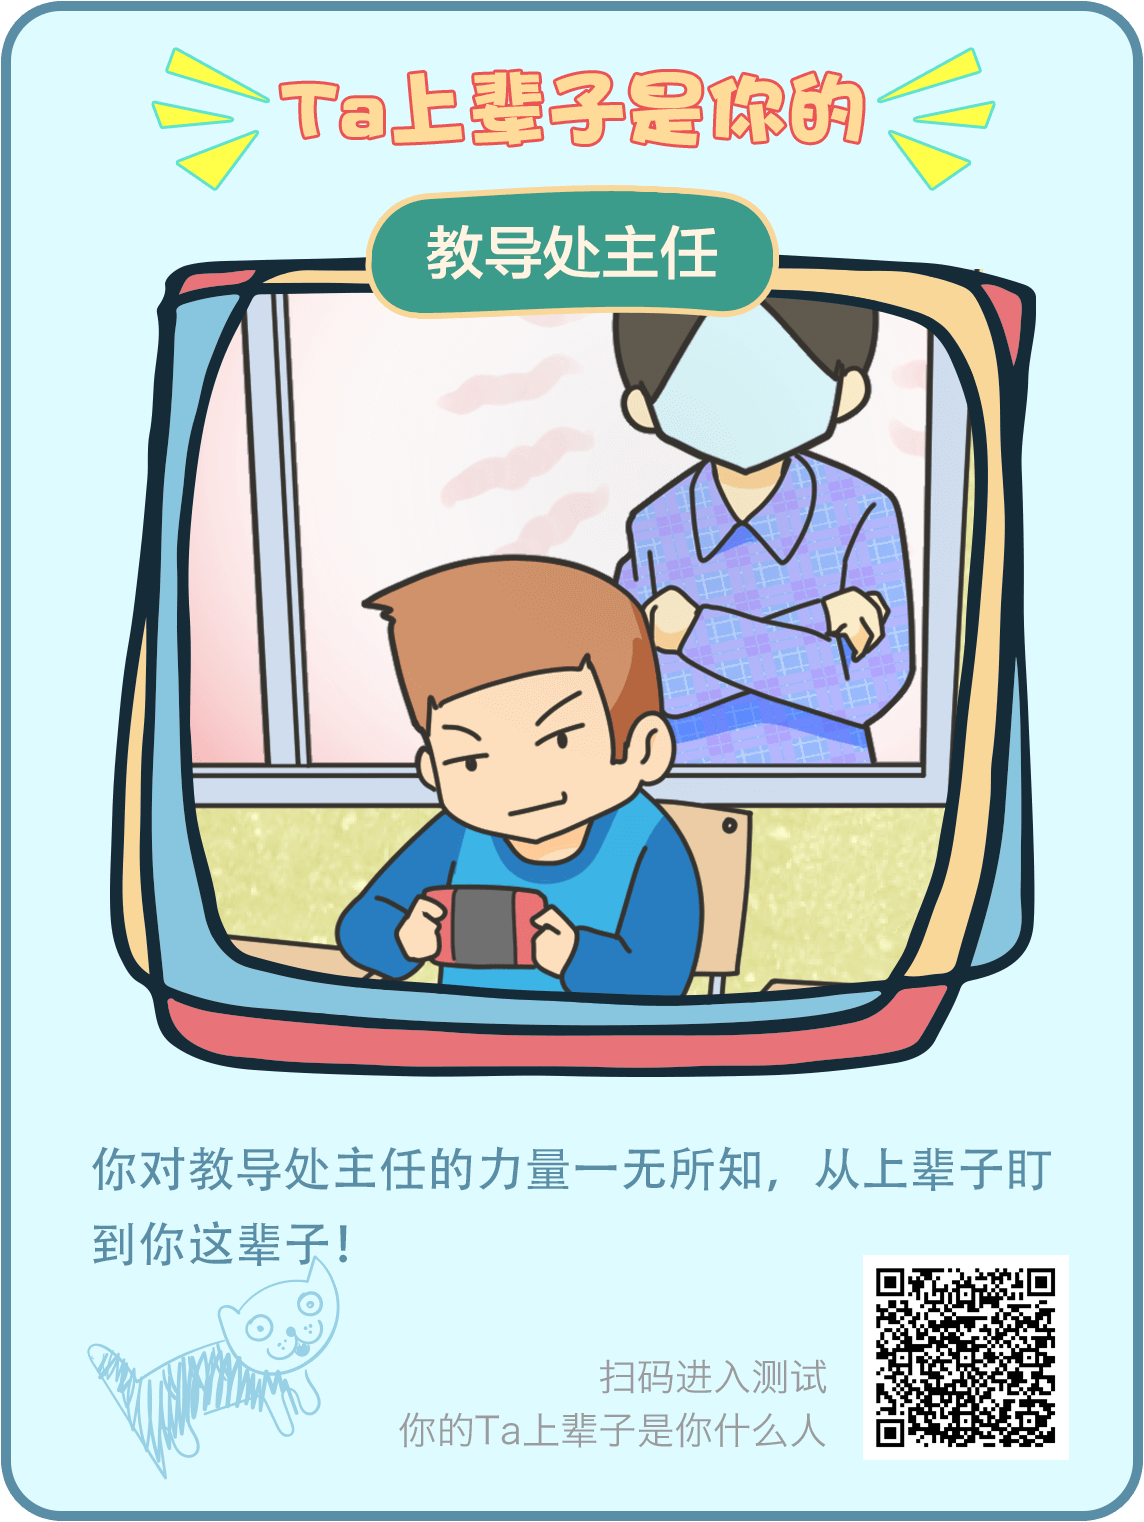 Ta上辈子是你的
教导处主任
你对教导处主任的力量一无所知，从上辈子盯
到你这辈子！
扫码进入测试
你的Ta上辈子是你什么人